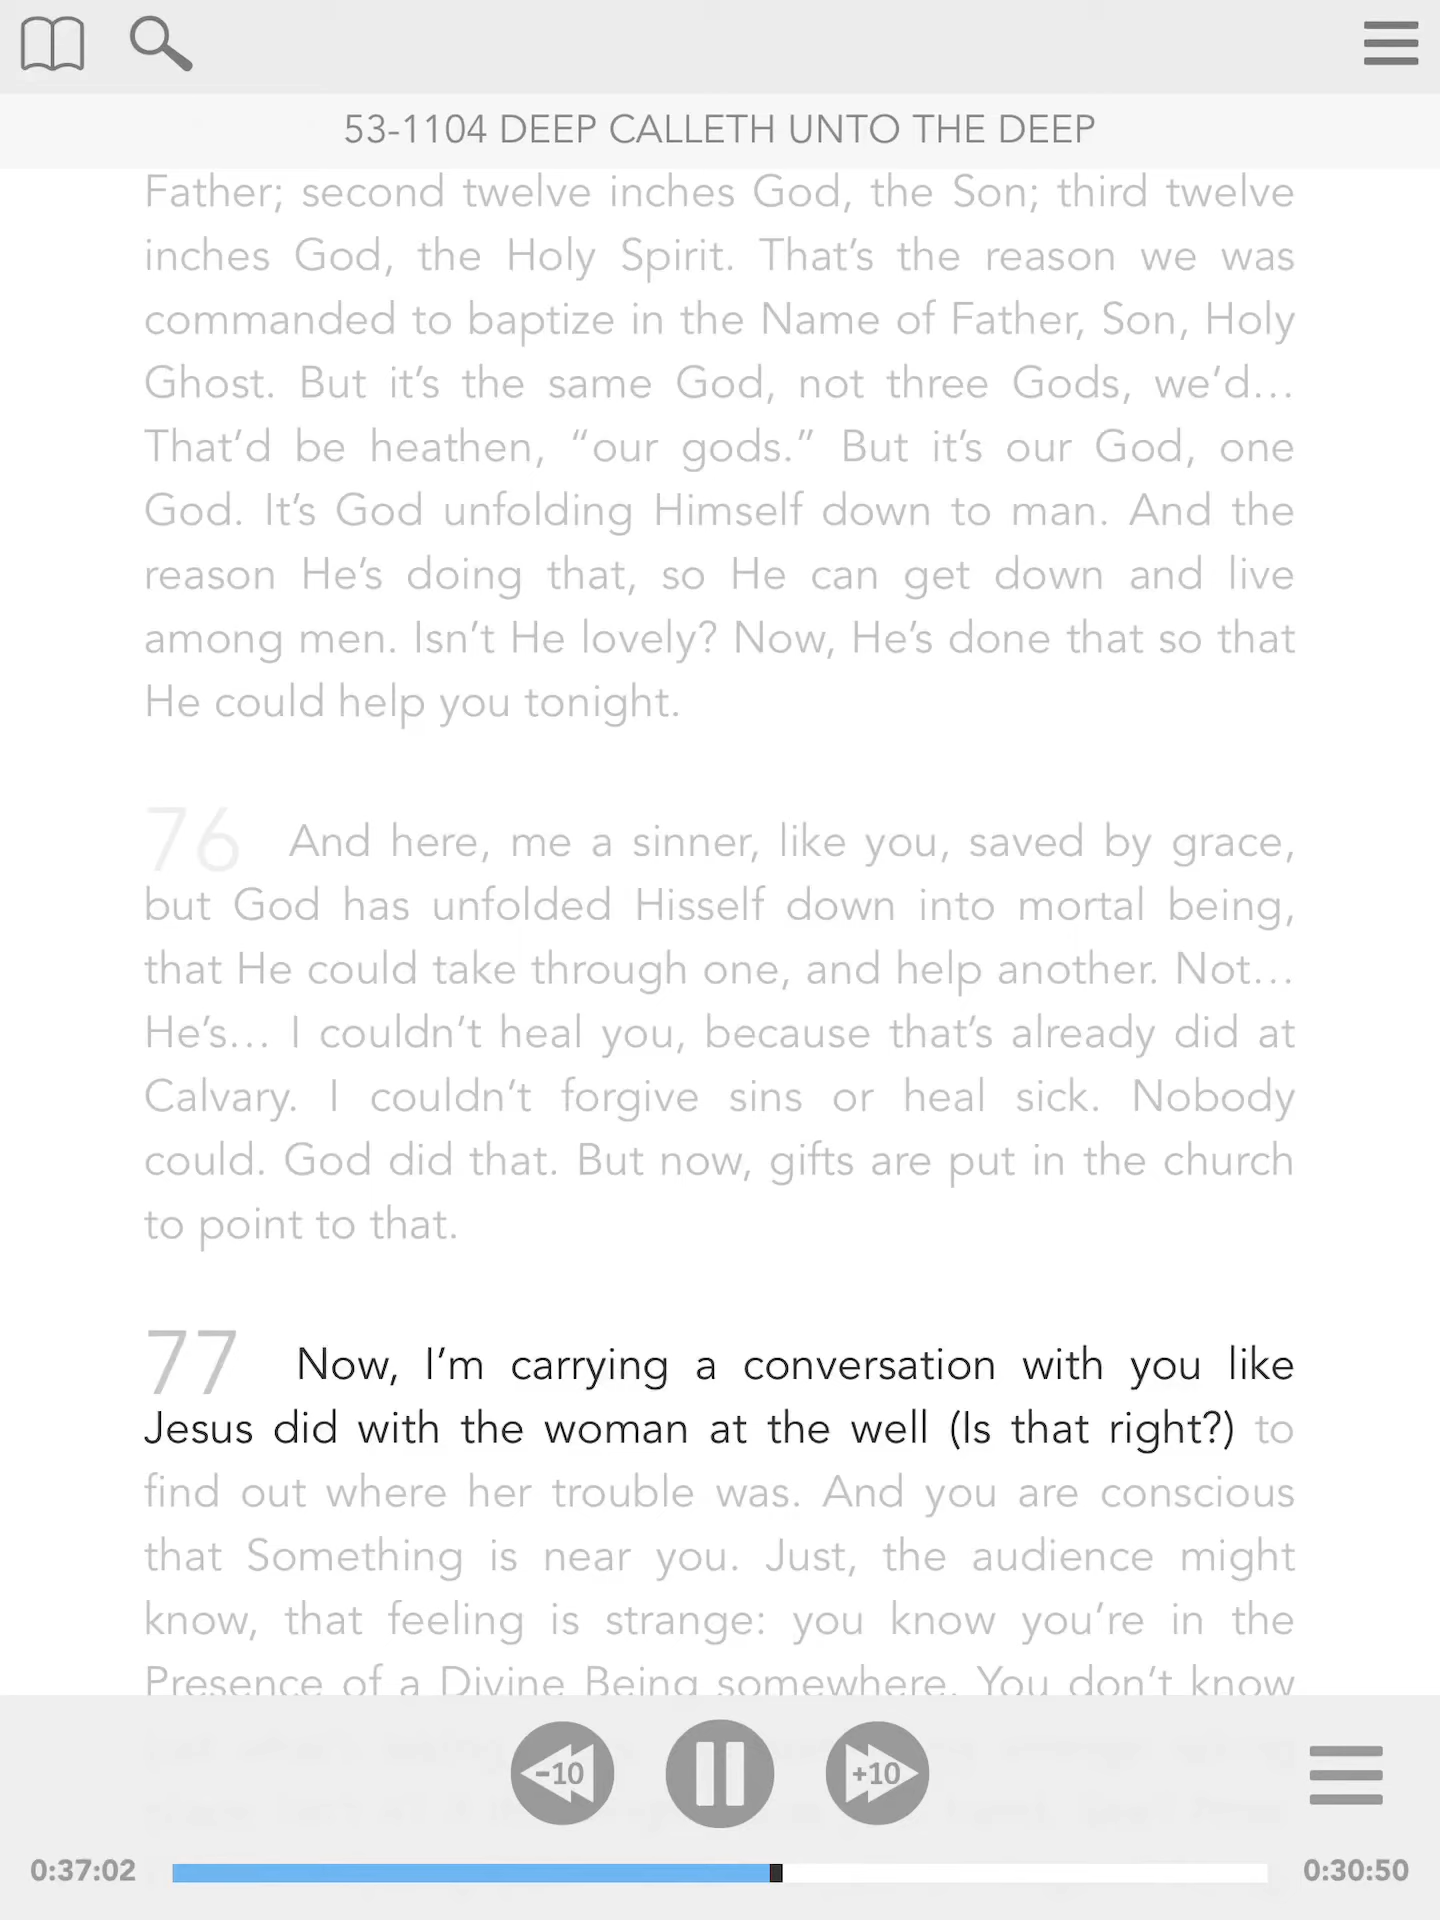 53-1104 DEEP CALLETH UNTO THE DEEP
Father; second twelve inches God, the Son; third twelve
inches God, the Holy Spirit. That’s the reason we was
commanded to baptize in the Name of Father, Son, Holy
Ghost. But it’s the same God, not three Gods, we’d…
That’d be heathen, “our gods.” But it’s our God, one
God. It’s God unfolding Himself down to man. And the
reason He’s doing that, so He can get down and live
among men. Isn’t He lovely? Now, He’s done that so that
He could help you tonight.
76 And here, me a sinner, like you, saved by grace,
but God has unfolded Hisself down into mortal being,
that He could take through one, and help another. Not…
He’s… I couldn’t heal you, because that’s already did at
Calvary. I couldn’t forgive sins or heal sick. Nobody
could. God did that. But now, gifts are put in the church
to point to that.
77 Now, I’m carrying a conversation with you like
Jesus did with the woman at the well (Is that right?) to
find out where her trouble was. And you are conscious
that Something is near you. Just, the audience might
know, that feeling is strange: you know you’re in the
Presence of a Divine Being somewhere. You don’t know
-10 +10
0:37:02 0:30:50